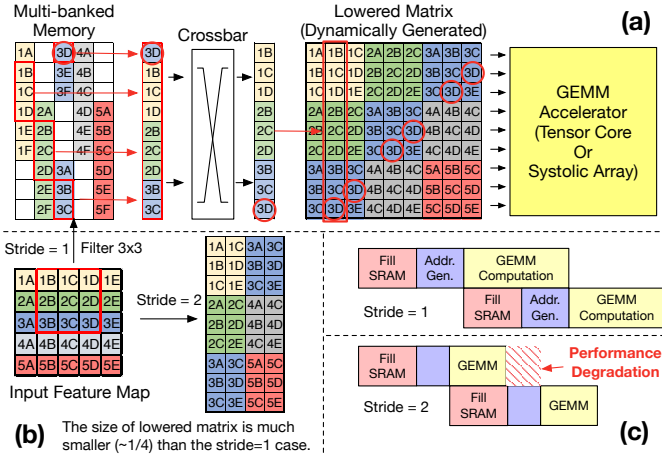 Multi-banked
Memory
Crossbar
Lowered Matrix
(Dynamically Generated)
(a)
1A 3D 4A
1B 3E 4B
1C 3F 4C
1D 2A 4D 5A
1E 2B 4E 5B
1F 2C 4F 5C
2D 3A 5D
2E 3B 5E
2F 3C 5F
3D
1B
1C
1D
2B
2C
2D
3B
3C
1B
1C
1D
2B
2C
2D
3B
3C
3D
1A 1B 1C 2A 2B 2C 3A 3B 3C
1B 1C 1D 2B 2C 2D 3B 3C 3D
1C 1D 1E 2C 2D 2E 3C 3D 3E
2A 2B 2C 3A 3B 3C 4A 4B 4C
2B 2C 2D 3B 3C 3D 4B 4C 4D
2C 2D 2E 3C 3D 3E 4C 4D 4E
3A 3B 3C 4A 4B 4C 5A 5B 5C
3B 3C 3D 4B 4C 4D 5B 5C 5D
3C 3D 3E 4C 4D 4E 5C 5D 5E
GEMM
Accelerator
(Tensor Core
Or
Systolic Array)
Stride = 1
Filter 3x3
1A 1B 1C 1D 1E
2A 2B 2C 2D 2E
3A 3B 3C 3D 3E
4A 4B 4C 4D 4E
5A 5B 5C 5D 5E
Input Feature Map
Stride = 2
1A 1C 3A 3C
1B 1D 3B 3D
1C 1E 3C 3E
2A 2C 4A 4C
2B 2D 4B 4D
2C 2E 4C 4E
3A 3C 5A 5C
3B 3D 5B 5D
3C 3E 5C 5E
(b)
The size of lowered matrix is much
smaller (~1/4) than the stride=1 case.
Fill
SRAM
Addr.
Gen.
GEMM
Computation
Stride = 1
Fill
SRAM
Addr.
Gen.
GEMM
Computation
Fill
SRAM
GEMM
Performance
Degradation
Stride = 2
Fill
SRAM
GEMM
(c)